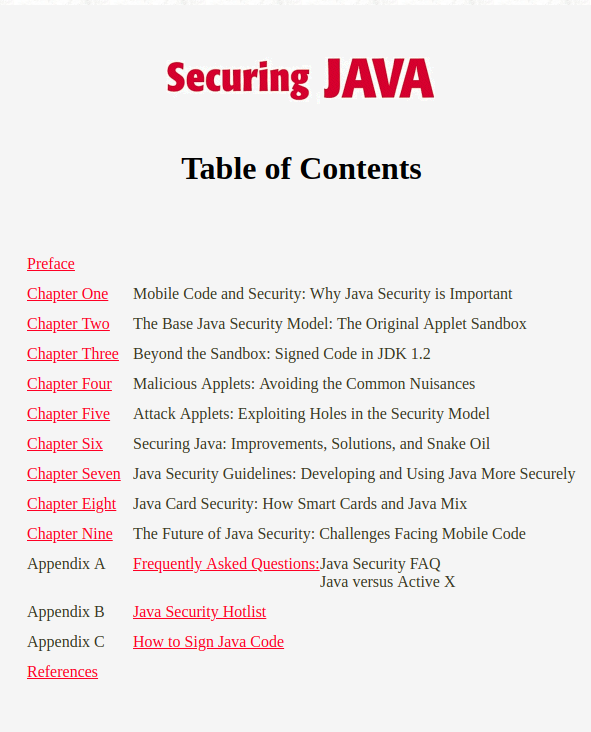 Securing JAVA
Table of Contents
Preface
Chapter One Mobile Code and Security: Why Java Security is Important
Chapter Two The Base Java Security Model: The Original Applet Sandbox
Chapter Three Beyond the Sandbox: Signed Code in JDK 1.2
Chapter Four Malicious Applets: Avoiding the Common Nuisances
Chapter Five Attack Applets: Exploiting Holes in the Security Model
Chapter Six Securing Java: Improvements, Solutions, and Snake Oil
Chapter Seven Java Security Guidelines: Developing and Using Java More Securely
Chapter Eight Java Card Security: How Smart Cards and Java Mix
Chapter Nine The Future of Java Security: Challenges Facing Mobile Code
Appendix A Frequently Asked Questions:Java Security FAQ
Java versus Active X
Appendix B Java Security Hotlist
Appendix C How to Sign Java Code
References